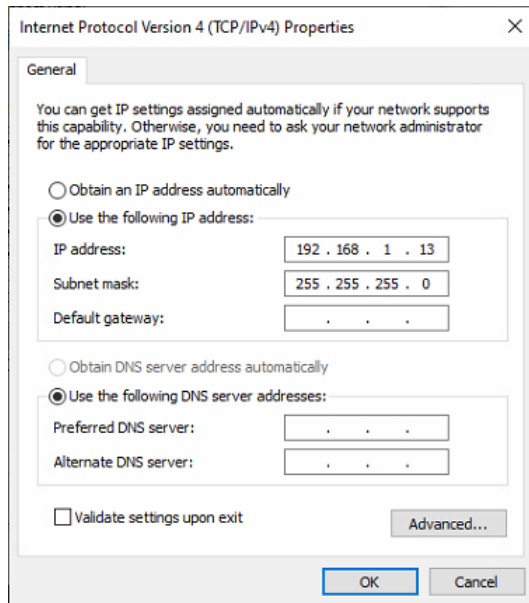 Internet Protocol Version 4 (TCP/IPv4) Properties
General
You can get IP settings assigned automatically if your network supports
this capability. Otherwise, you need to ask your network administrator
for the appropriate IP settings.
Obtain an IP address automatically
Use the following IP address:
IP address: 192 . 168 . 1 . 13
Subnet mask: 255 . 255 . 255 . 0
Default gateway: . . .
Obtain DNS server address automatically
Use the following DNS server addresses:
Preferred DNS server: . . .
Alternate DNS server: . . .
Validate settings upon exit
Advanced...
OK Cancel